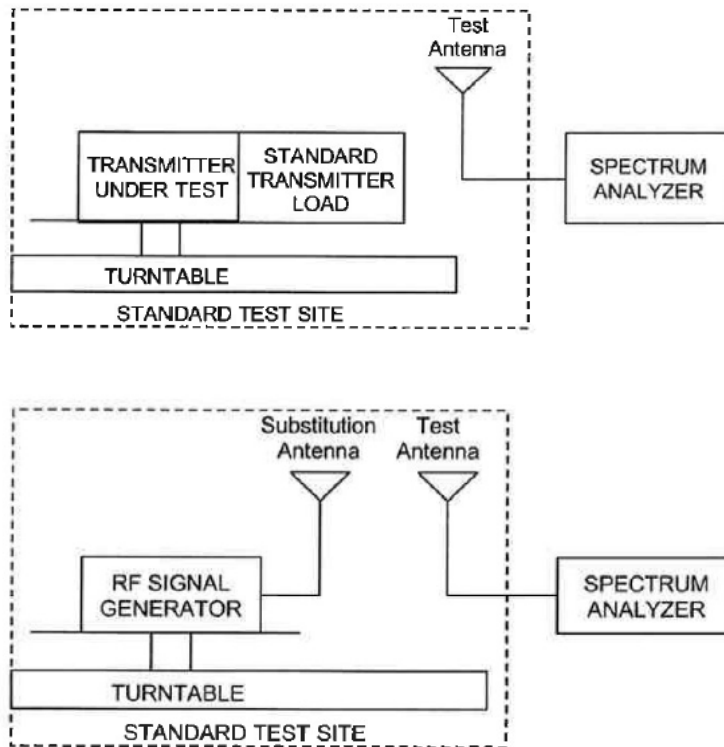 Test
Antenna
TRANSMITTER
UNDER TEST
STANDARD
TRANSMITTER
LOAD
SPECTRUM
ANALYZER
TURNTABLE
STANDARD TEST SITE
Substitution
Antenna
Test
Antenna
RF SIGNAL
GENERATOR
SPECTRUM
ANALYZER
TURNTABLE
STANDARD TEST SITE